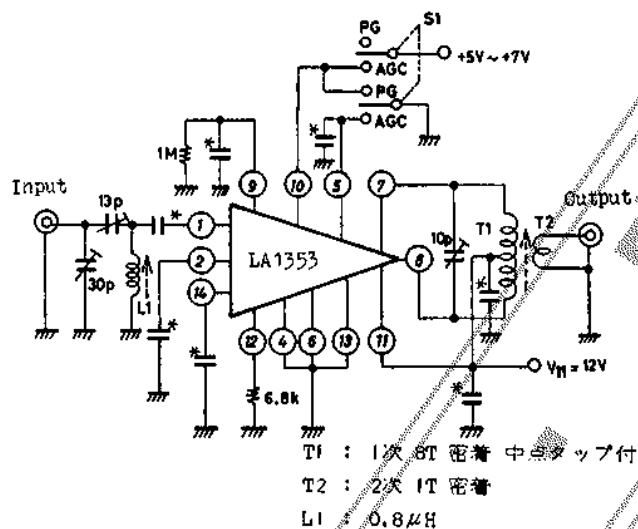 PG
S1
AGC
+5V~+7V
PG
AGC
*
1M
*
9
10
5
7
Input
13p
*
1
Output
T1
T2
2
LA1353
8
10p
30p
L1
14
*
*
*
12
4
6
13
11
6.8k
V11=12V
*
T1 : 1次 8T 密着 中点タップ付
T2 : 2次 1T 密着
L1 : 0.8μH